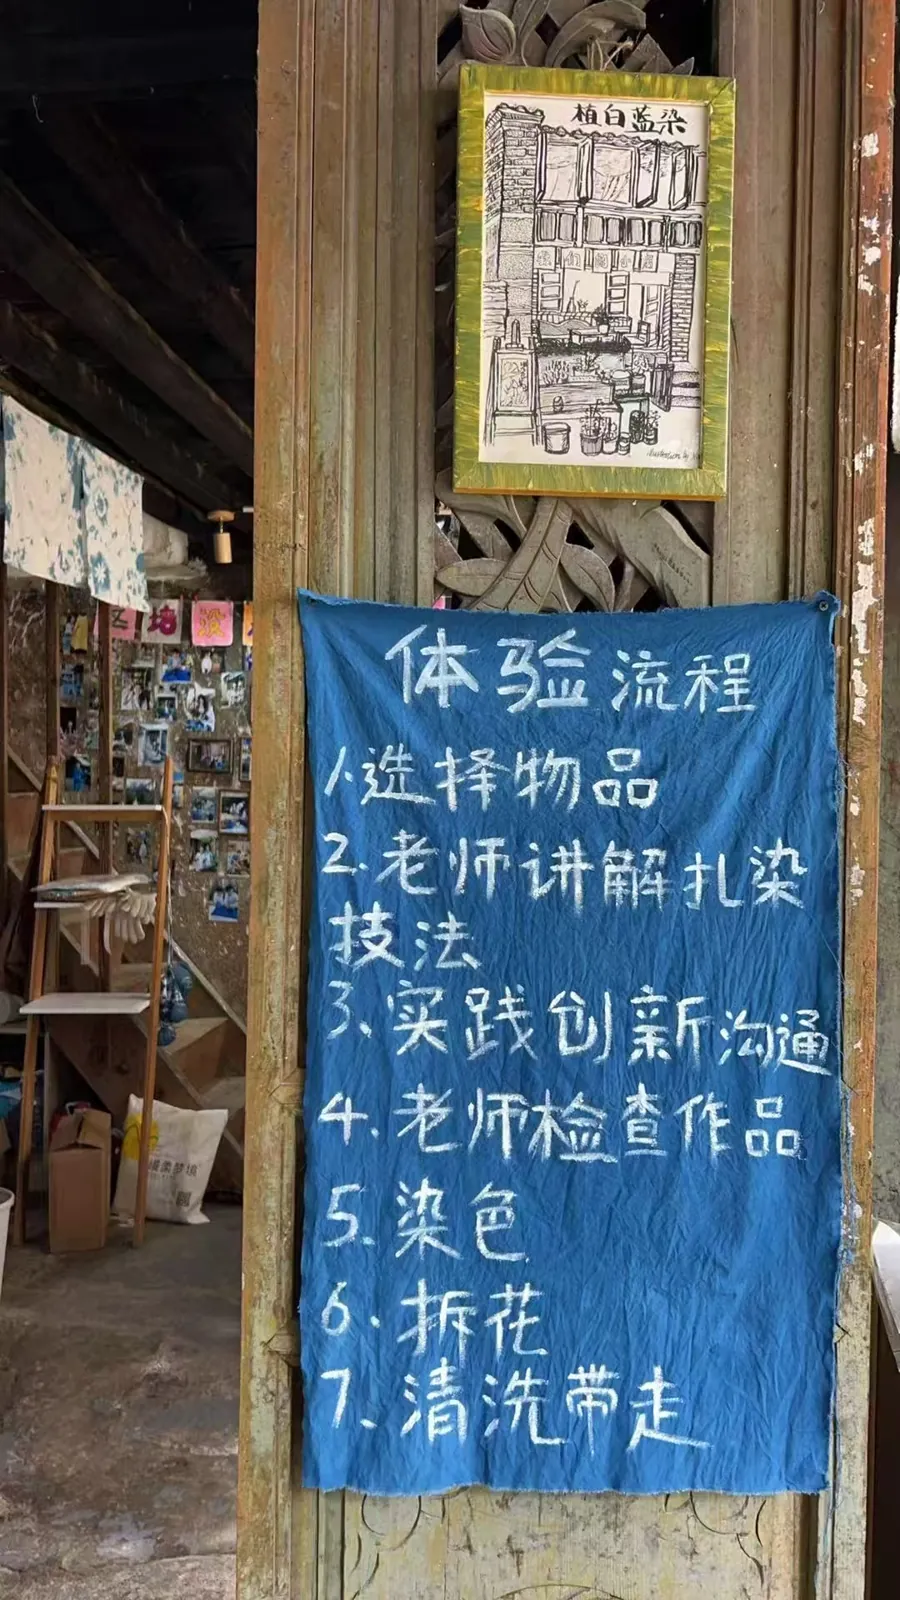 植白蓝染
体验流程
1.选择物品
2.老师讲解扎染
技法
3、实践创新沟通
4、老师检查作品
5、染色
6.拆花
7、清洗带走